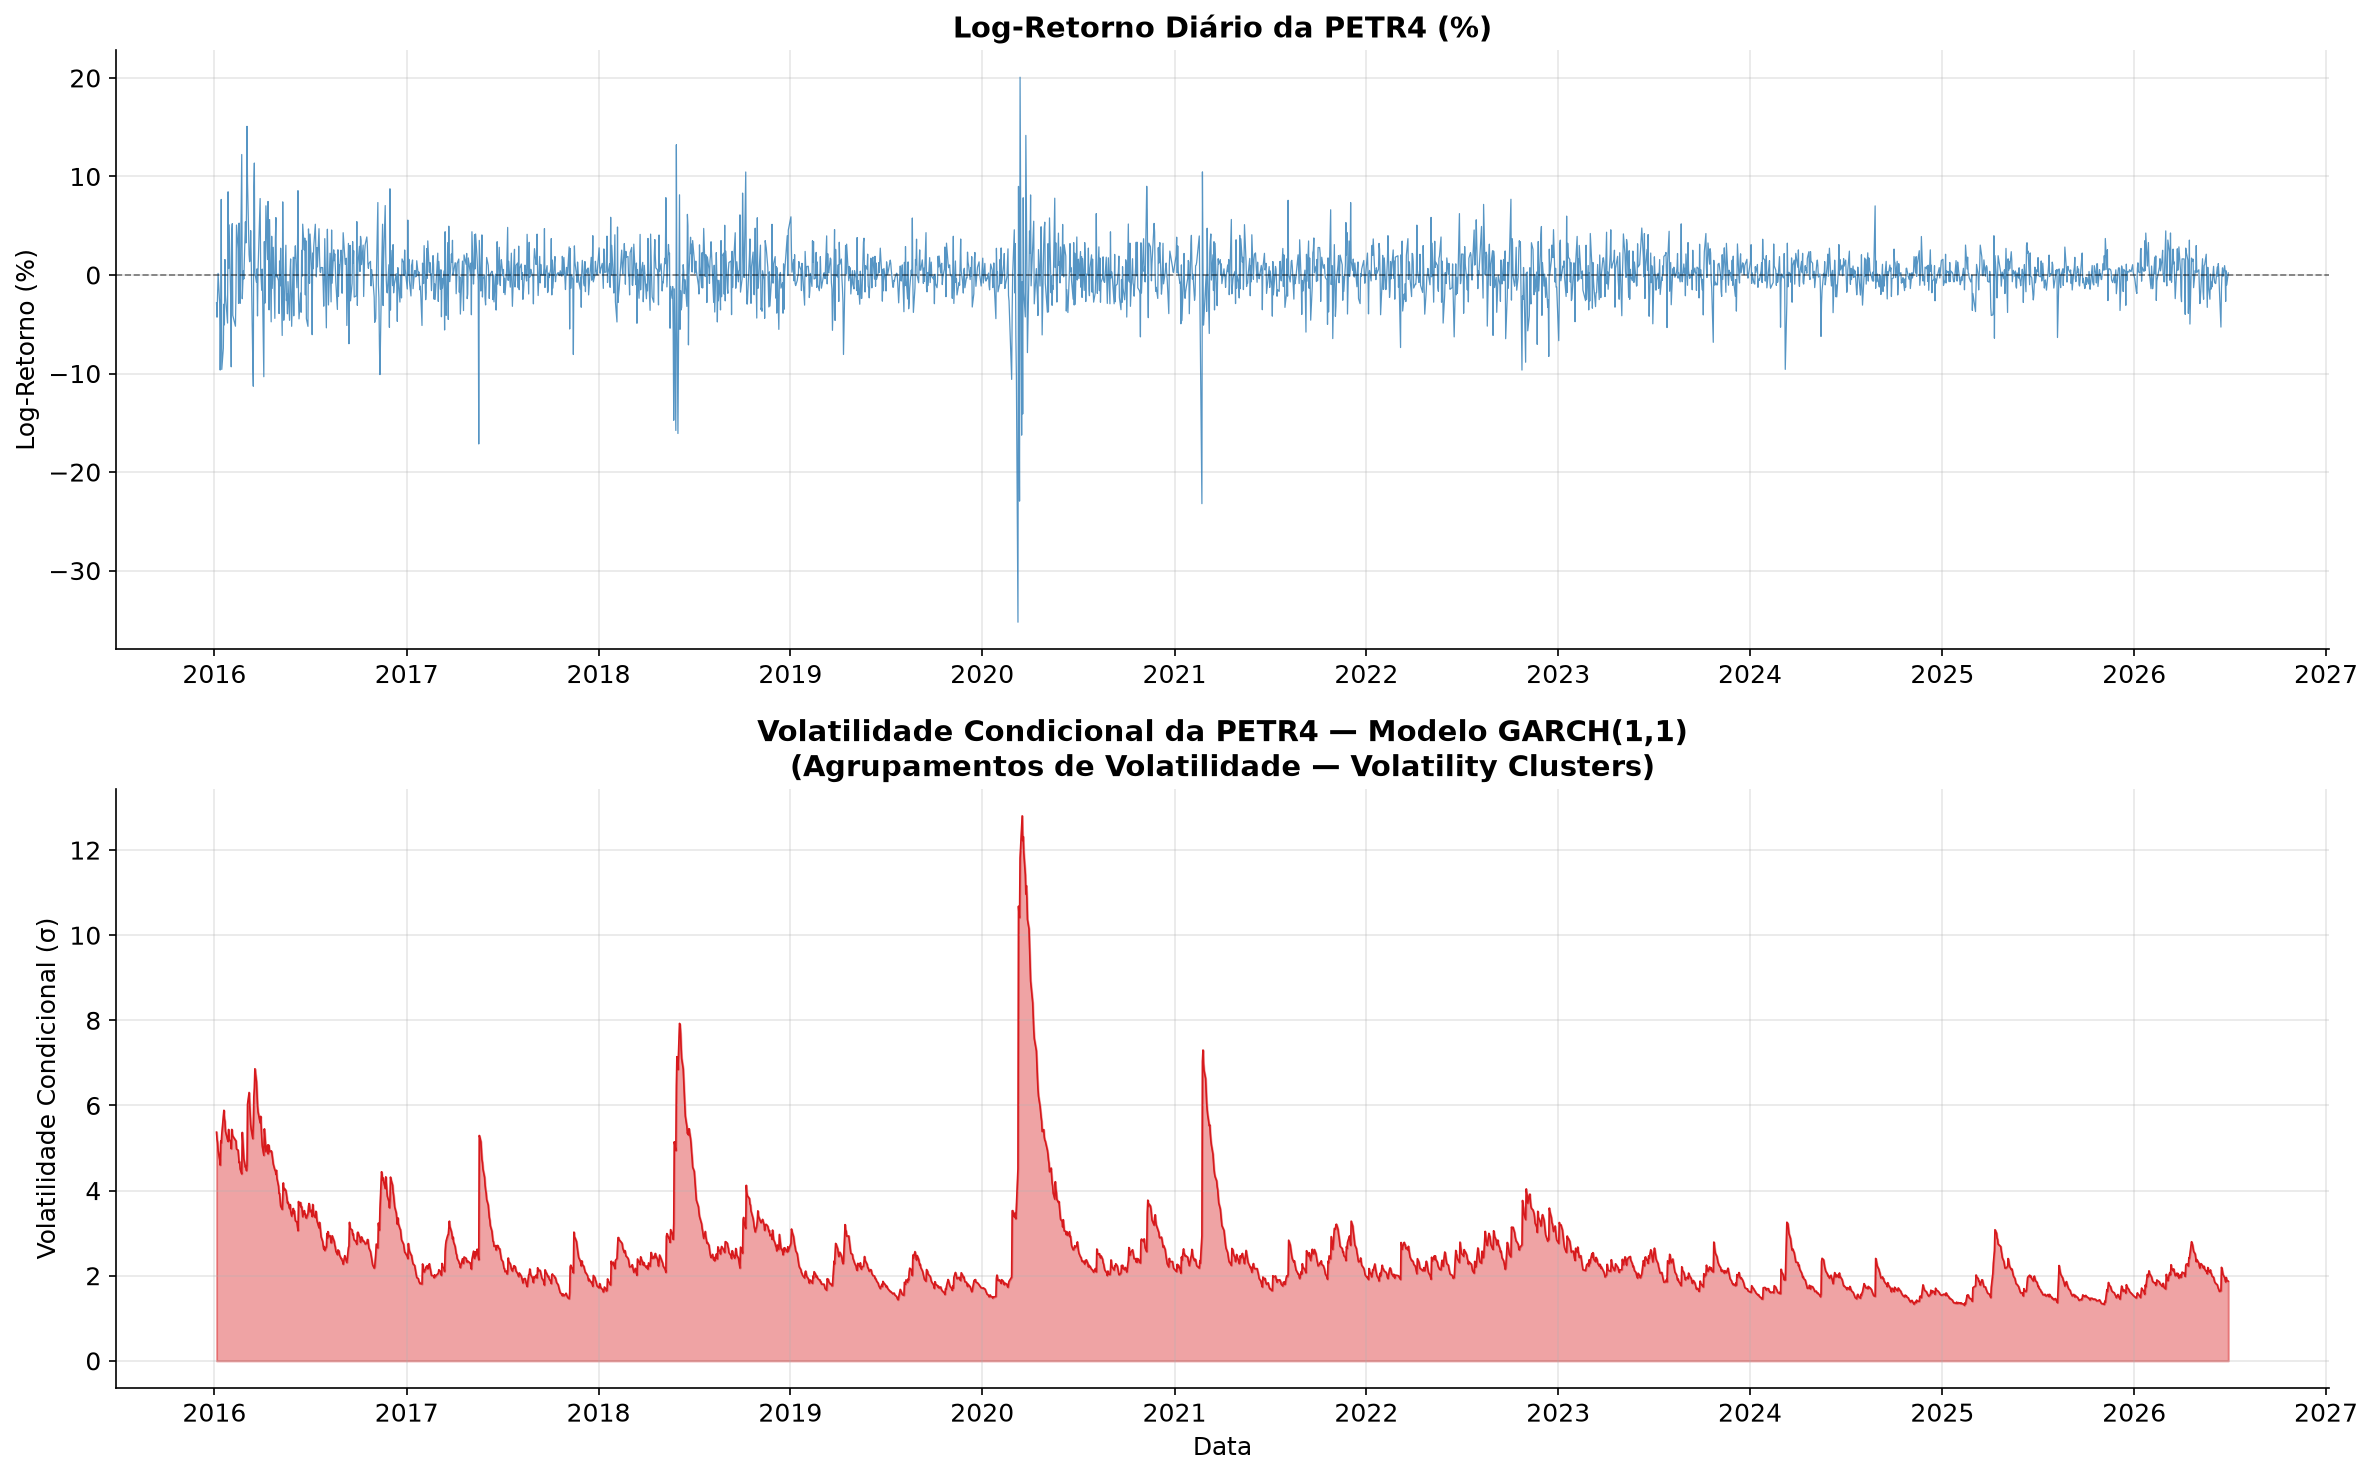 Log-Retorno Diário da PETR4 (%)
Log-Retorno (%)
20
10
0
−10
−20
−30
2016 2017 2018 2019 2020 2021 2022 2023 2024 2025 2026 2027
Volatilidade Condicional da PETR4 — Modelo GARCH(1,1)
(Agrupamentos de Volatilidade — Volatility Clusters)
Volatilidade Condicional (σ)
12
10
8
6
4
2
0
2016 2017 2018 2019 2020 2021 2022 2023 2024 2025 2026 2027
Data